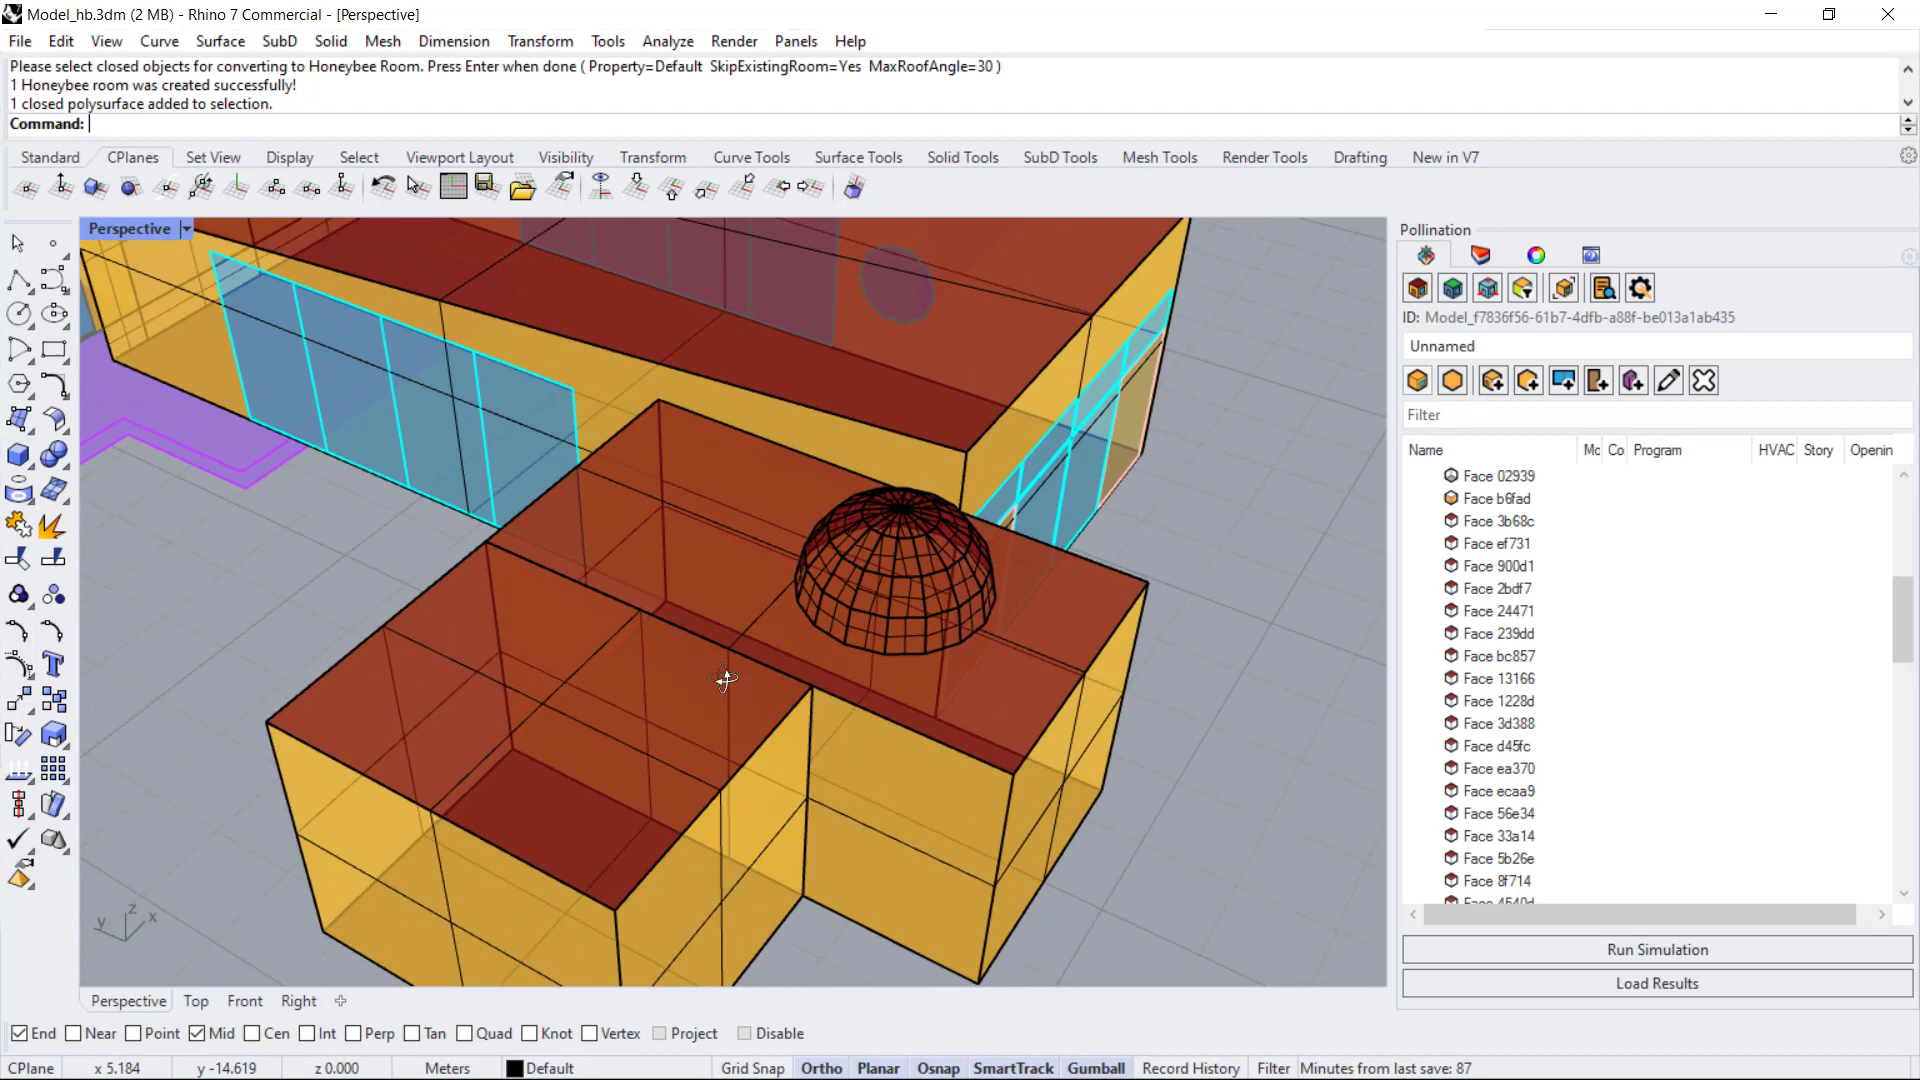 Model_hb.3dm (2 MB) - Rhino 7 Commercial - [Perspective]
File Edit View Curve Surface SubD Solid Mesh Dimension Transform Tools Analyze Render Panels Help
Please select closed objects for converting to Honeybee Room. Press Enter when done ( Property=Default SkipExistingRoom=Yes MaxRoofAngle=30 )
1 Honeybee room was created successfully!
1 closed polysurface added to selection.
Command:
Standard CPlanes Set View Display Select Viewport Layout Visibility Transform Curve Tools Surface Tools Solid Tools SubD Tools Mesh Tools Render Tools Drafting New in V7
Perspective
Pollination
ID: Model_f7836f56-61b7-4dfb-a88f-be013a1ab435
Unnamed
Filter
Name Mc Co Program HVAC Story Openin
Face 02939
Face b6fad
Face 3b68c
Face ef731
Face 900d1
Face 2bdf7
Face 24471
Face 239dd
Face bc857
Face 13166
Face 1228d
Face 3d388
Face d45fc
Face ea370
Face ecaa9
Face 56e34
Face 33a14
Face 5b26e
Face 8f714
Face 4540d
z
y x
Run Simulation
Load Results
Perspective Top Front Right
End Near Point Mid Cen Int Perp Tan Quad Knot Vertex Project Disable
CPlane x 5.184 y -14.619 z 0.000 Meters Default Grid Snap Ortho Planar Osnap SmartTrack Gumball Record History Filter Minutes from last save: 87